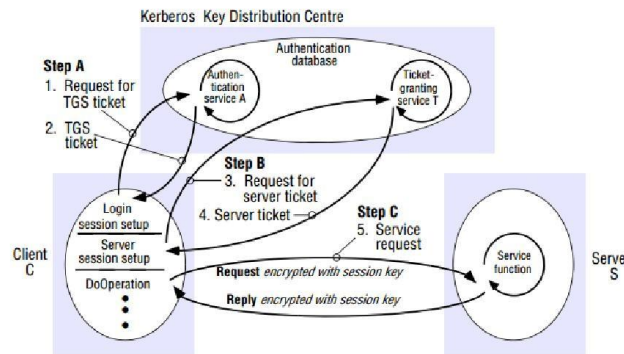 Kerberos Key Distribution Centre
Authentication
database
Step A
1. Request for
TGS ticket
Authen-
tication
service A
Ticket-
granting
service T
2. TGS
ticket
Step B
3. Request for
server ticket
4. Server ticket
Step C
5. Service
request
Login
session setup
Server
session setup
DoOperation
Client
C
Request encrypted with session key
Reply encrypted with session key
Service
function
Serve
S